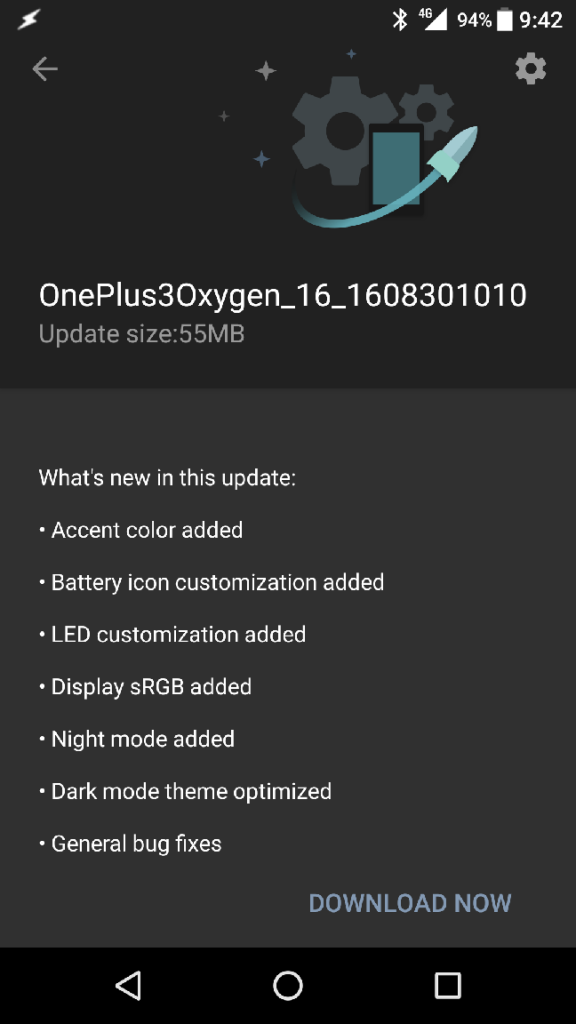 4G 94% 9:42
OnePlus3Oxygen_16_1608301010
Update size:55MB
What's new in this update:
• Accent color added
• Battery icon customization added
• LED customization added
• Display sRGB added
• Night mode added
• Dark mode theme optimized
• General bug fixes
DOWNLOAD NOW